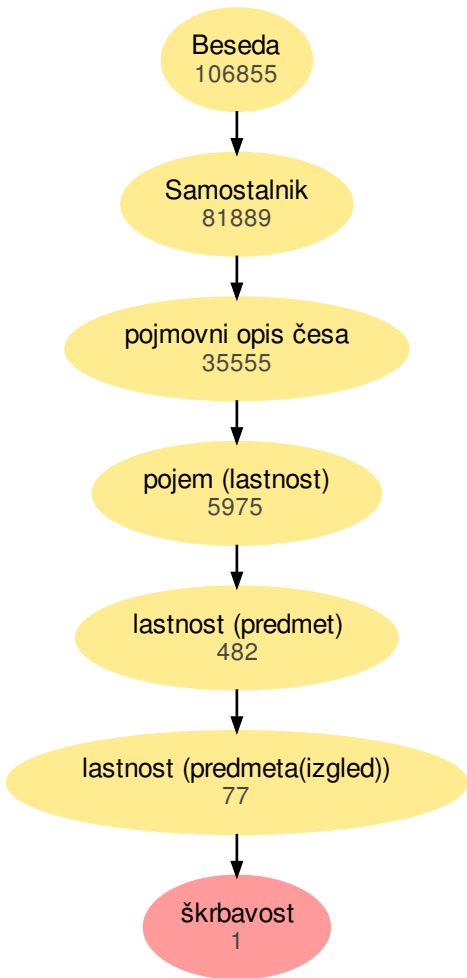 Beseda
106855
Samostalnik
81889
pojmovni opis česa
35555
pojem (lastnost)
5975
lastnost (predmet)
482
lastnost (predmeta(izgled))
77
škrbavost
1